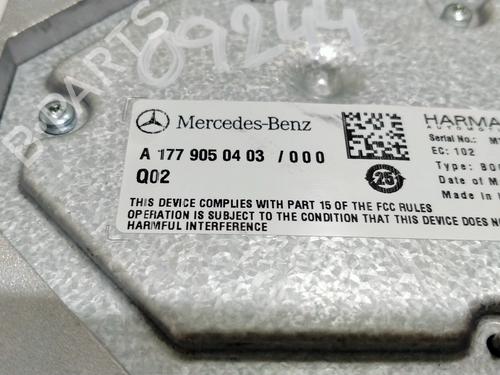 09244
B-PARTS
Mercedes-Benz
A 177 905 04 03 / 000
Q02
25
THIS DEVICE COMPLIES WITH PART 15 OF THE FCC RULES
OPERATION IS SUBJECT TO THE CONDITION THAT THIS DEVICE DOES
HARMFUL INTERFERENCE
Serial No.:
EC: 102
Type:
Date of
Made in